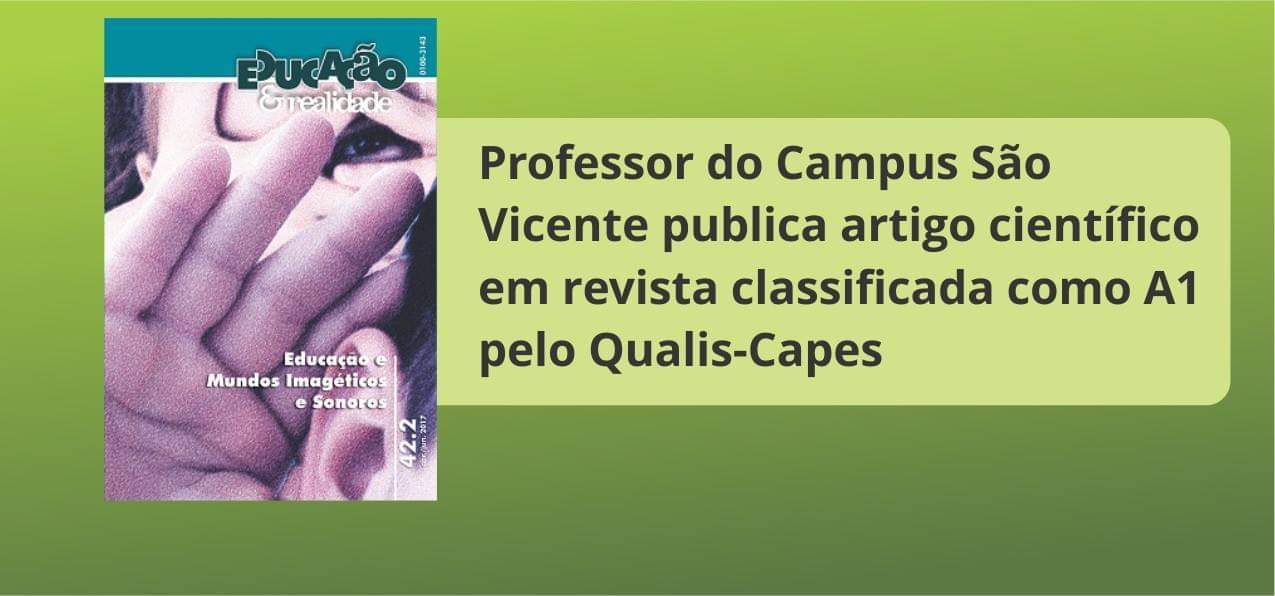 Educação
& realidade
0100-3143
Educação e
Mundos Imagéticos
e Sonoros
42.2
abr./jun. 2017
Professor do Campus São
Vicente publica artigo científico
em revista classificada como A1
pelo Qualis-Capes